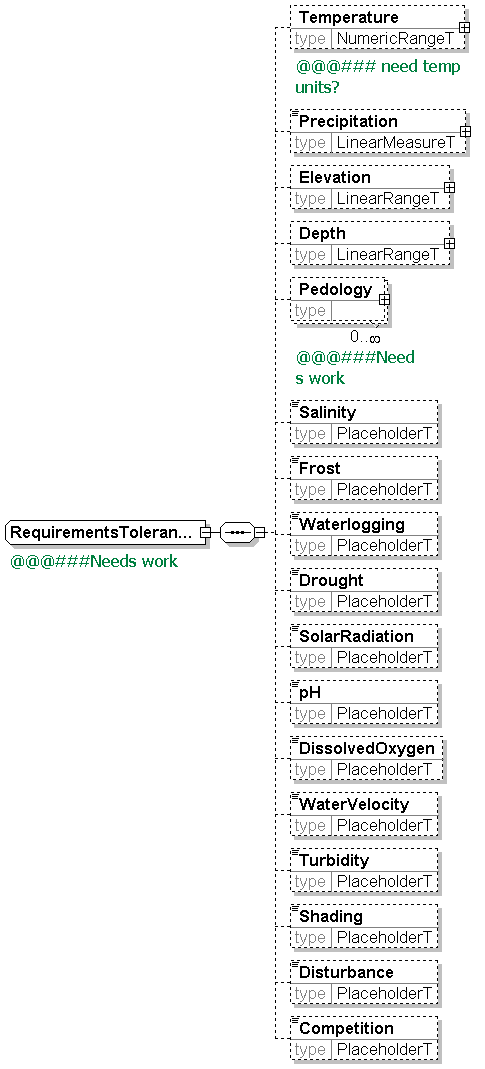 Temperature
type NumericRangeT
@@@### need temp
units?
Precipitation
type LinearMeasureT
Elevation
type LinearRangeT
Depth
type LinearRangeT
Pedology
type
0..∞
@@@###Need
s work
Salinity
type PlaceholderT
Frost
type PlaceholderT
Waterlogging
type PlaceholderT
RequirementsToleran...
@@@###Needs work
Drought
type PlaceholderT
SolarRadiation
type PlaceholderT
pH
type PlaceholderT
DissolvedOxygen
type PlaceholderT
WaterVelocity
type PlaceholderT
Turbidity
type PlaceholderT
Shading
type PlaceholderT
Disturbance
type PlaceholderT
Competition
type PlaceholderT